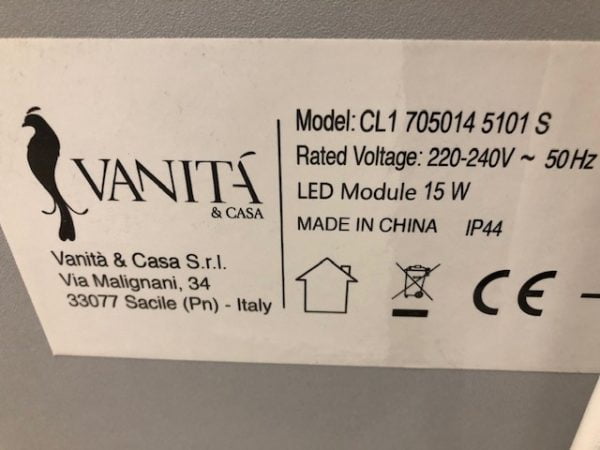 VANITÁ
& CASA
Vanità & Casa S.r.l.
Via Malignani, 34
33077 Sacile (Pn) - Italy
Model: CL1 705014 5101 S
Rated Voltage: 220-240V ~ 50Hz
LED Module 15 W
MADE IN CHINA IP44
CE